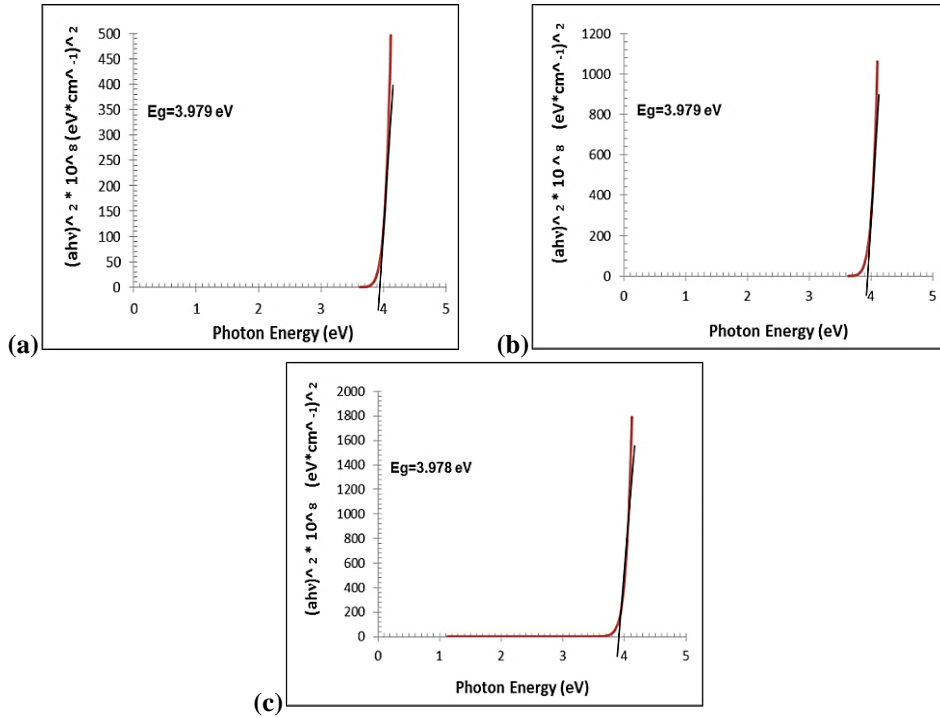 (ahν)^ 2 * 10^ 8 (eV*cm^ -1)^ 2
500
450
400
350
300
250
200
150
100
50
0
Eg=3.979 eV
0 1 2 3 4 5
Photon Energy (eV)
(a)
(ahν)^ 2 * 10^ 8 (eV*cm^ -1)^ 2
1200
1000
800
600
400
200
0
Eg=3.979 eV
0 1 2 3 4 5
Photon Energy (eV)
(b)
(ahν)^ 2 * 10^ 8 (eV*cm^ -1)^ 2
2000
1800
1600
1400
1200
1000
800
600
400
200
0
Eg=3.978 eV
0 1 2 3 4 5
Photon Energy (eV)
(c)